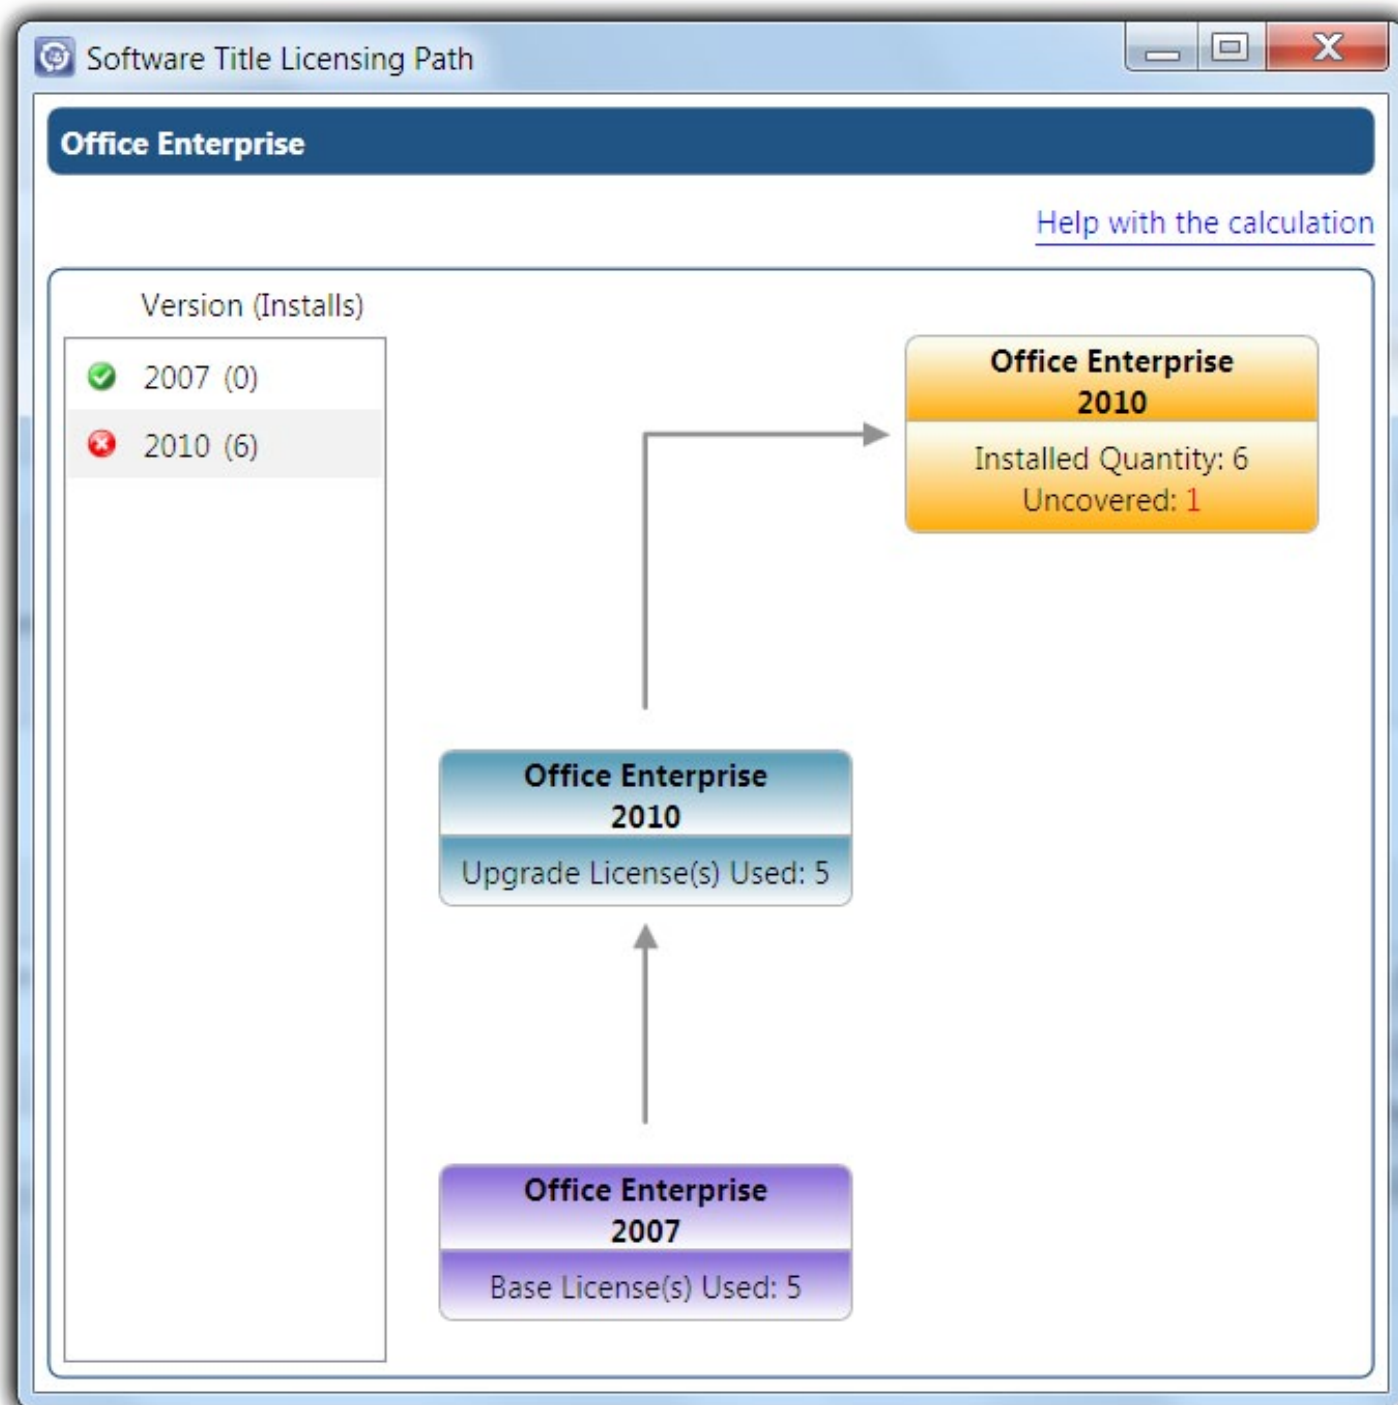 Software Title Licensing Path
Office Enterprise
Help with the calculation
Version (Installs)
2007 (0)
2010 (6)
Office Enterprise
2010
Installed Quantity: 6
Uncovered: 1
Office Enterprise
2010
Upgrade License(s) Used: 5
Office Enterprise
2007
Base License(s) Used: 5